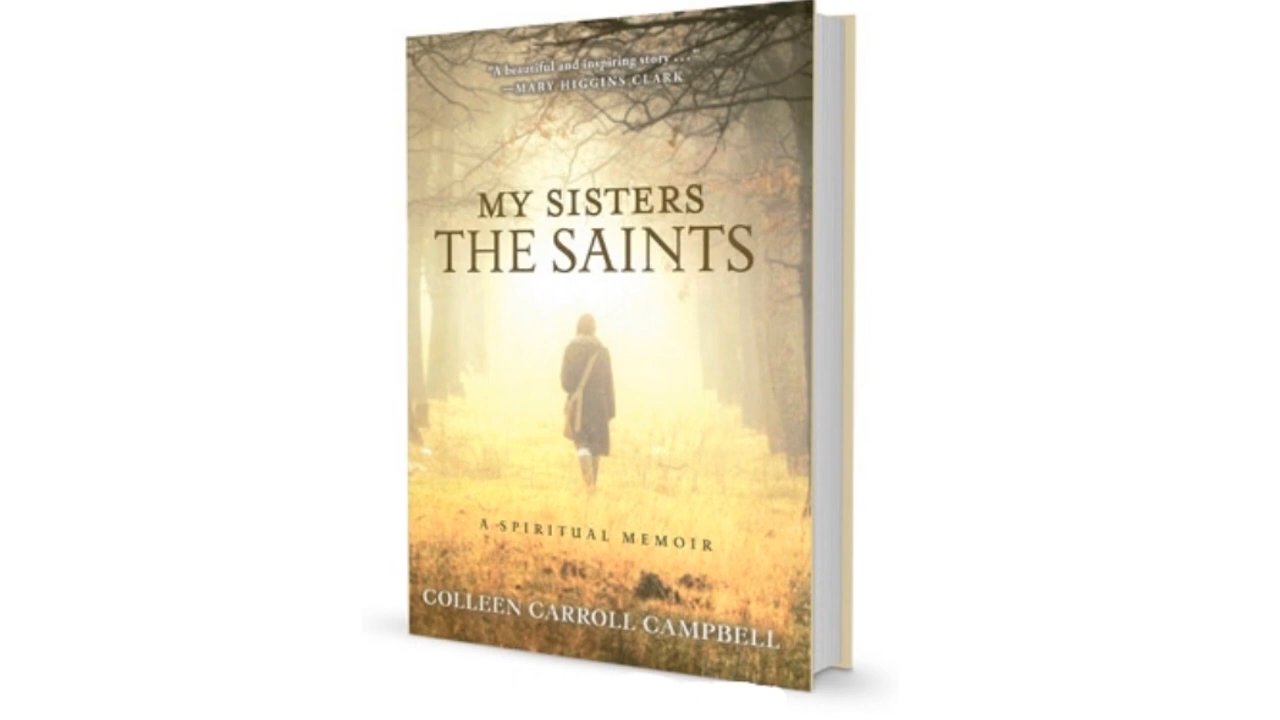 "A beautiful and inspiring story . . ."
—MARY HIGGINS CLARK
MY SISTERS
THE SAINTS
A SPIRITUAL MEMOIR
COLLEEN CARROLL CAMPBELL